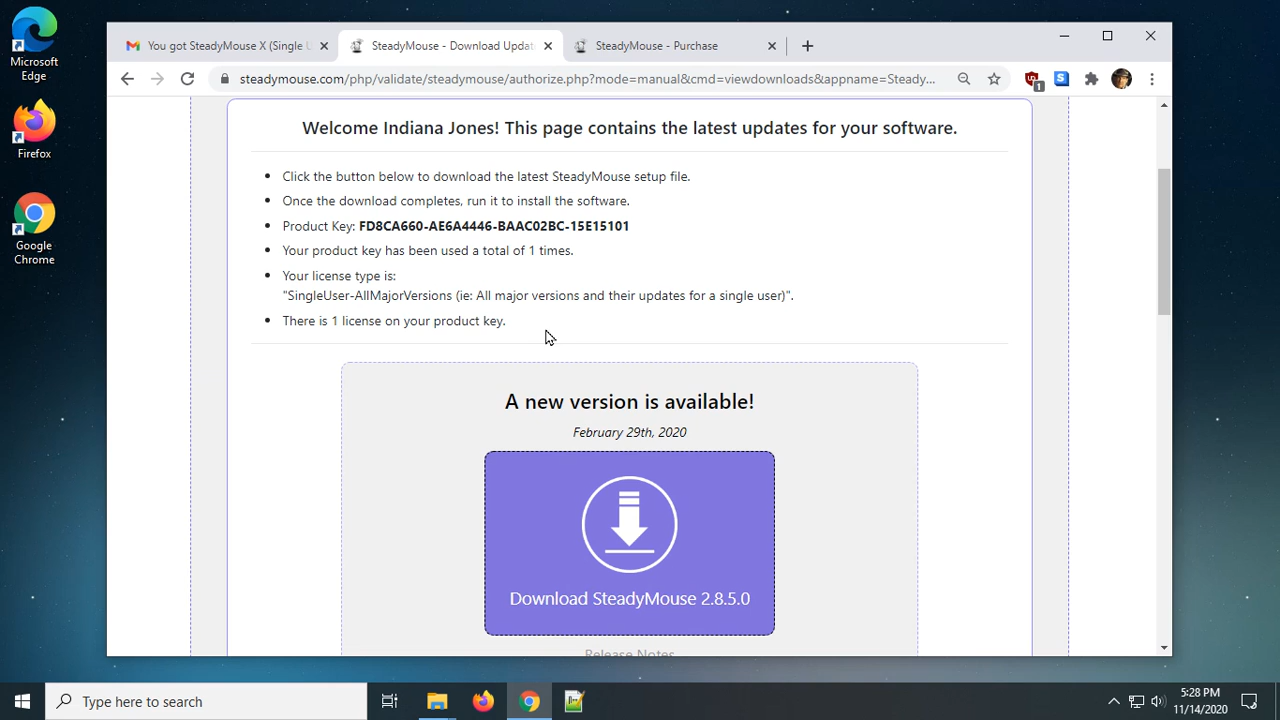 Microsoft
Edge
Firefox
Google
Chrome
You got SteadyMouse X (Single
SteadyMouse - Download Updat
SteadyMouse - Purchase
steadymouse.com/php/validate/steadymouse/authorize.php?mode=manual&cmd=viewdownloads&appname=Steady...
1
Welcome Indiana Jones! This page contains the latest updates for your software.
Click the button below to download the latest SteadyMouse setup file.
Once the download completes, run it to install the software.
Product Key: FD8CA660-AE6A4446-BAAC02BC-15E15101
Your product key has been used a total of 1 times.
Your license type is:
"SingleUser-AllMajorVersions (ie: All major versions and their updates for a single user)".
There is 1 license on your product key.
A new version is available!
February 29th, 2020
Download SteadyMouse 2.8.5.0
Release Notes
Type here to search
5:28 PM
11/14/2020